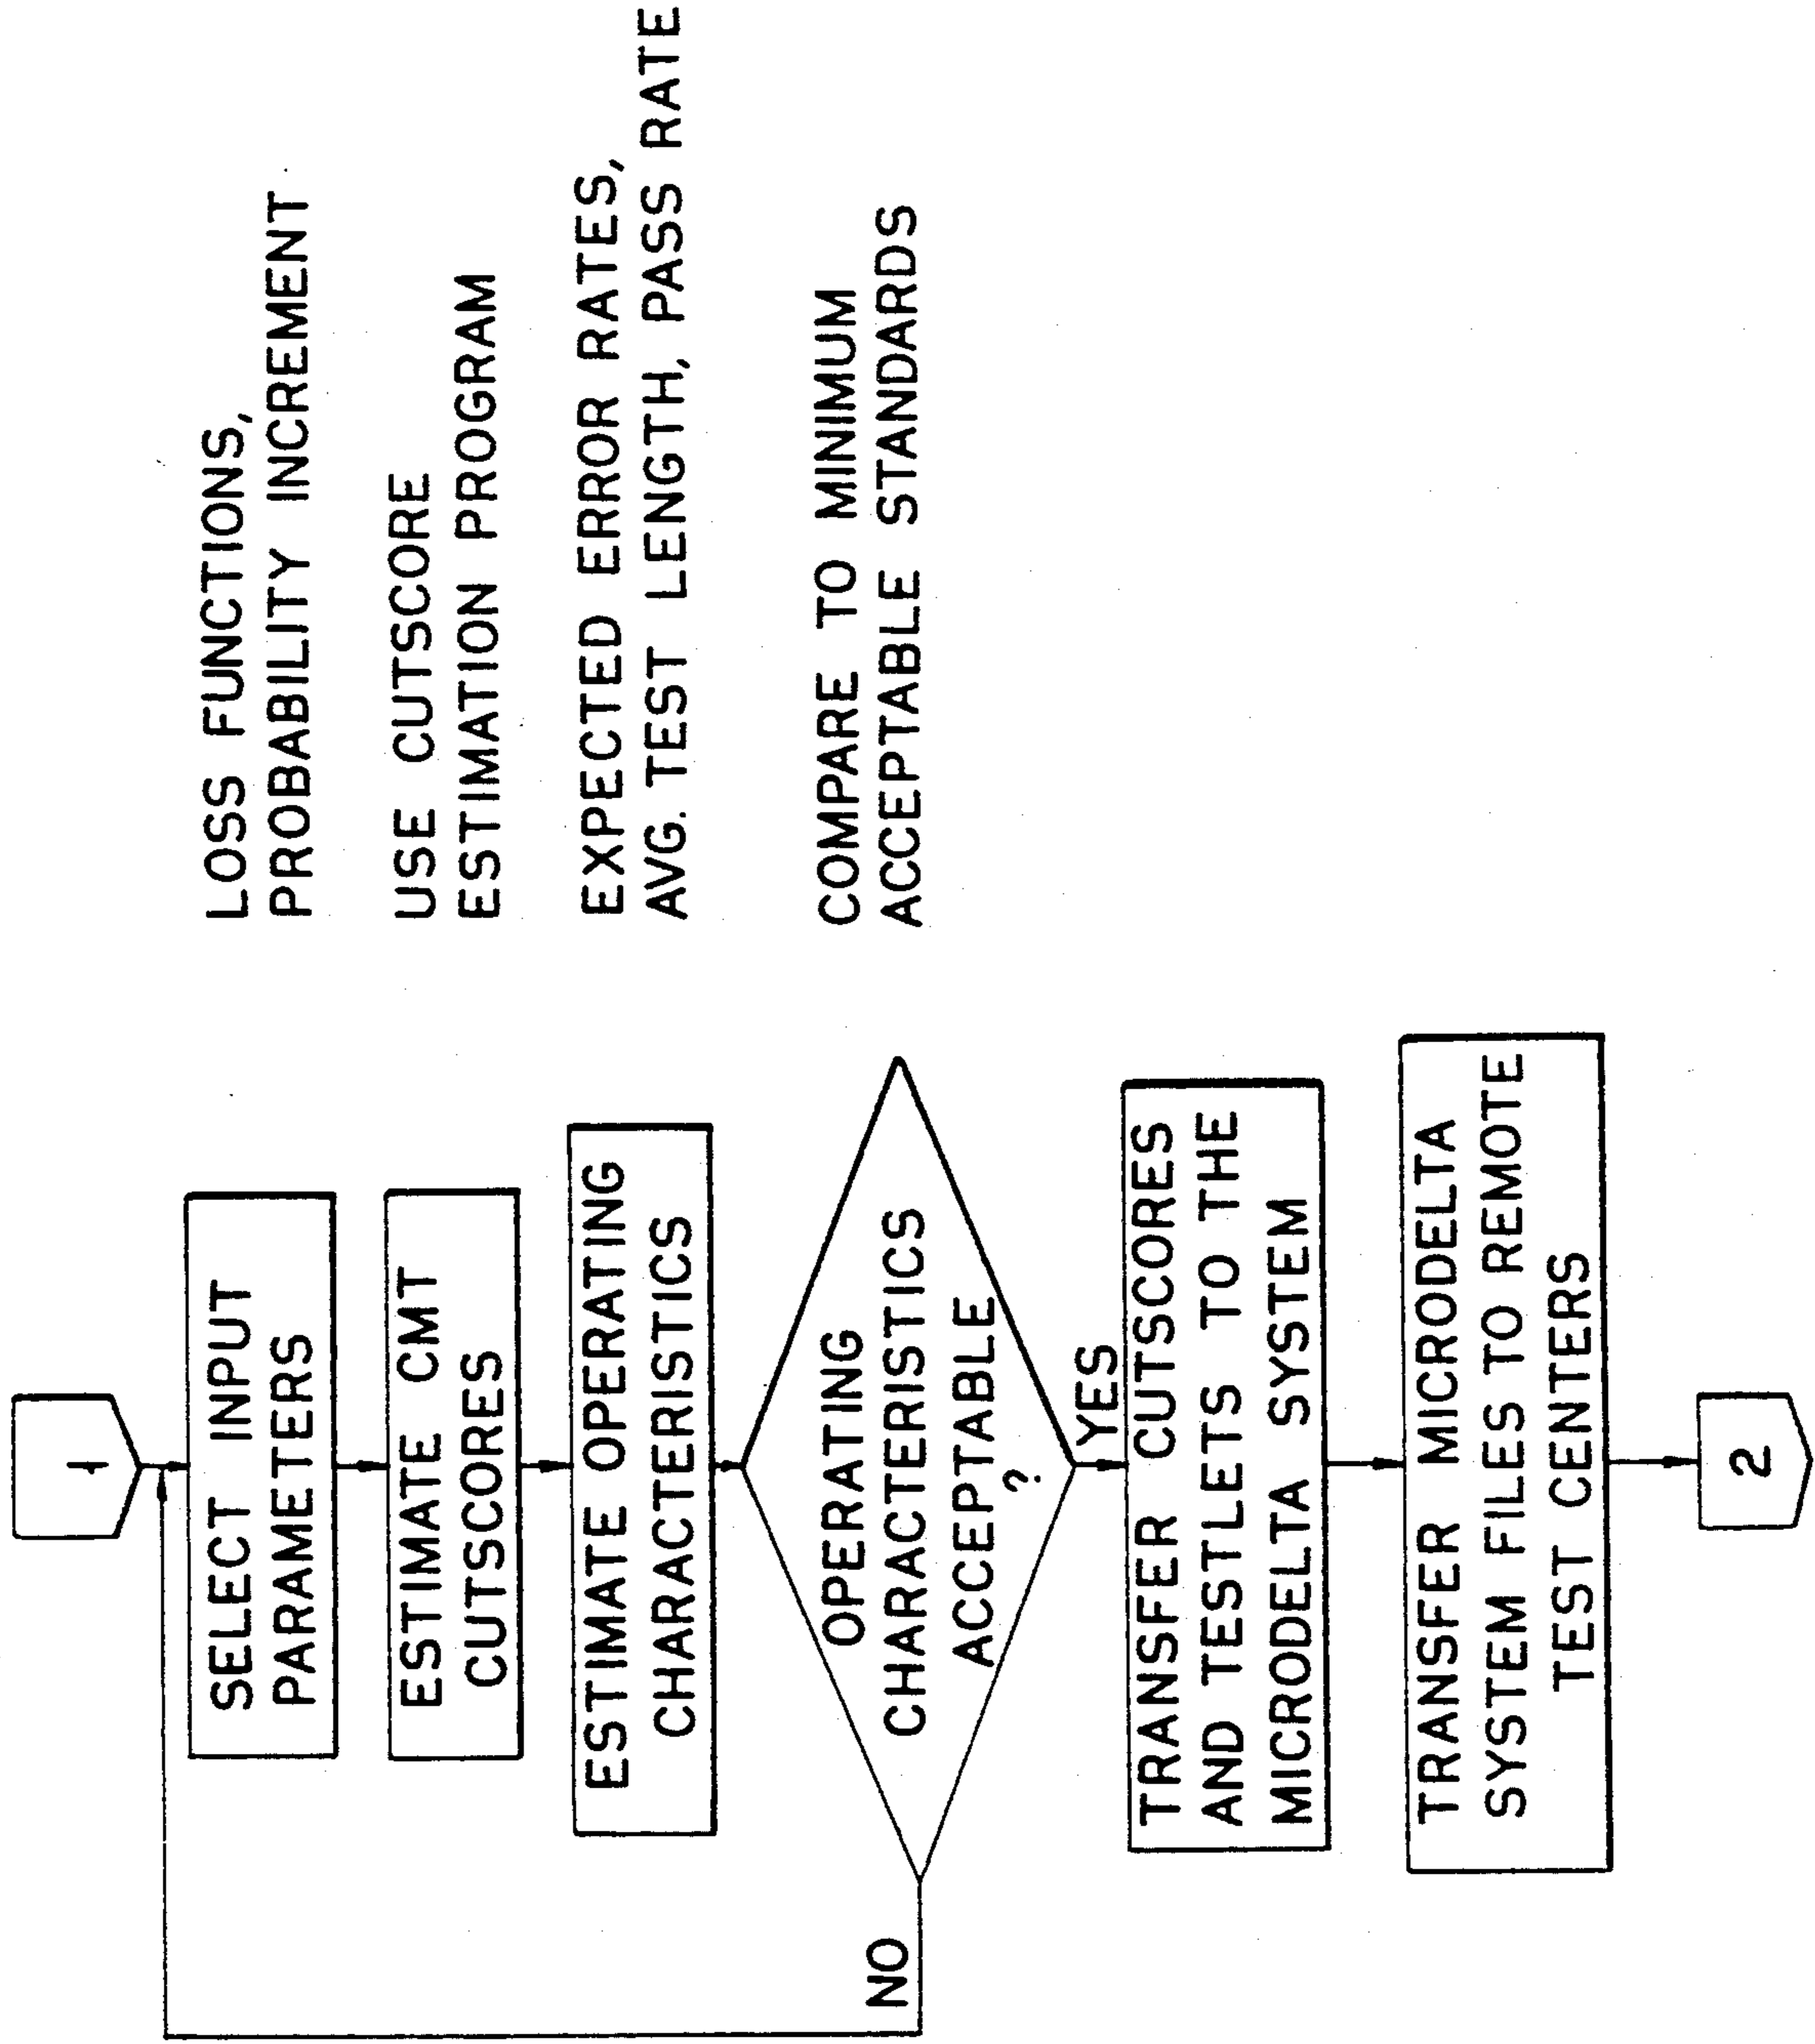 1
SELECT INPUT
PARAMETERS
LOSS FUNCTIONS,
PROBABILITY INCREMENT
ESTIMATE CMT
CUTSCORES
USE CUTSCORE
ESTIMATION PROGRAM
ESTIMATE OPERATING
CHARACTERISTICS
EXPECTED ERROR RATES,
AVG. TEST LENGTH, PASS RATE
OPERATING
CHARACTERISTICS
ACCEPTABLE
?
COMPARE TO MINIMUM
ACCEPTABLE STANDARDS
NO
YES
TRANSFER CUTSCORES
AND TESTLETS TO THE
MICRODELTA SYSTEM
TRANSFER MICRODELTA
SYSTEM FILES TO REMOTE
TEST CENTERS
2